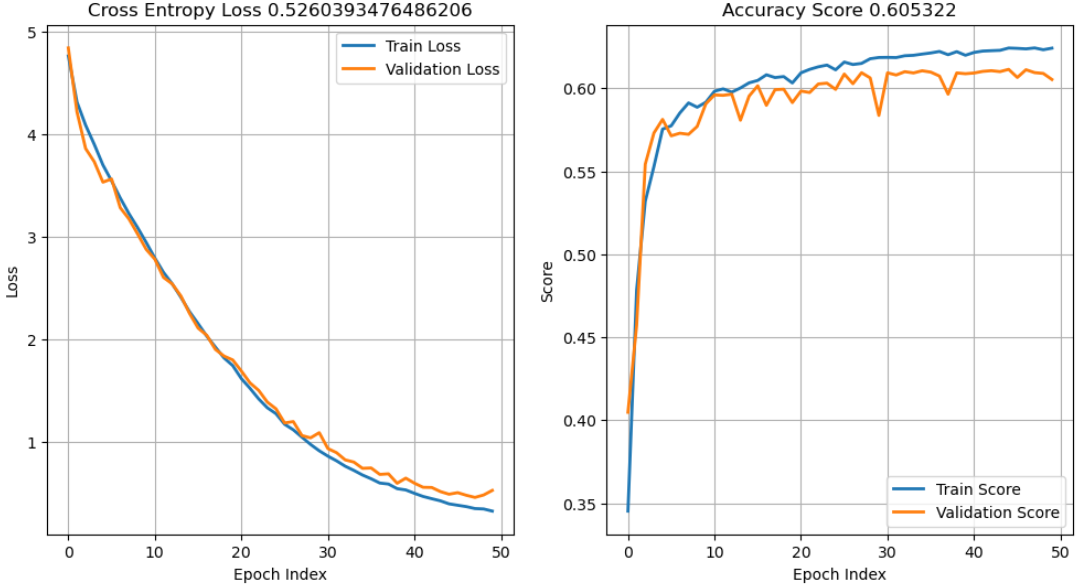 Cross Entropy Loss 0.5260393476486206
Train Loss
Validation Loss
5
4
3
2
1
Loss
0 10 20 30 40 50
Epoch Index
Accuracy Score 0.605322
0.60
0.55
0.50
0.45
0.40
0.35
Score
Train Score
Validation Score
0 10 20 30 40 50
Epoch Index